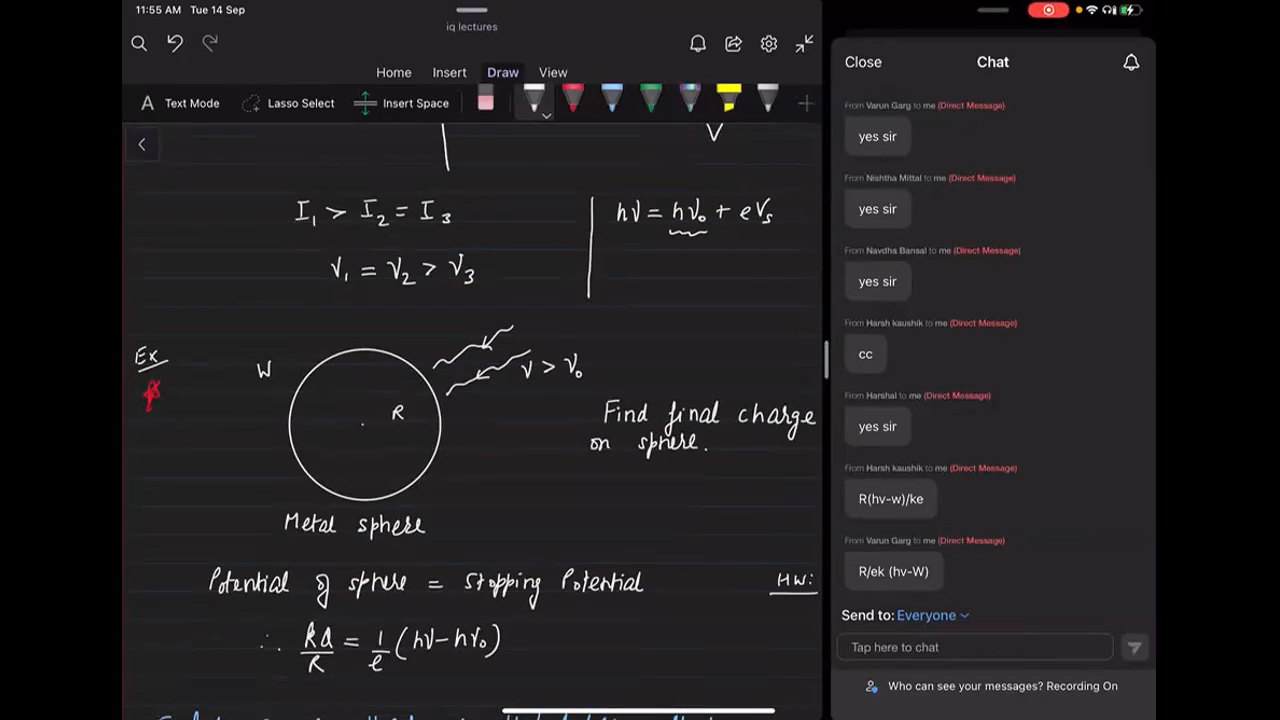 11:55 AM Tue 14 Sep
iq lectures
Home Insert Draw View
A Text Mode Lasso Select Insert Space
V
I₁ > I₂ = I₃
hν = hν₀ + eVₛ
ν₁ = ν₂ > ν₃
Ex
W
R
ν > ν₀
Find final charge
on sphere.
Metal sphere
Potential of sphere = Stopping Potential
HW:
∴ kQ/R = 1/e (hν - hν₀)
Close Chat
From Varun Garg to me (Direct Message)
yes sir
From Nishtha Mittal to me (Direct Message)
yes sir
From Navdha Bansal to me (Direct Message)
yes sir
From Harsh kaushik to me (Direct Message)
cc
From Harshal to me (Direct Message)
yes sir
From Harsh kaushik to me (Direct Message)
R(hv-w)/ke
From Varun Garg to me (Direct Message)
R/ek (hv-W)
Send to: Everyone
Tap here to chat
Who can see your messages? Recording On